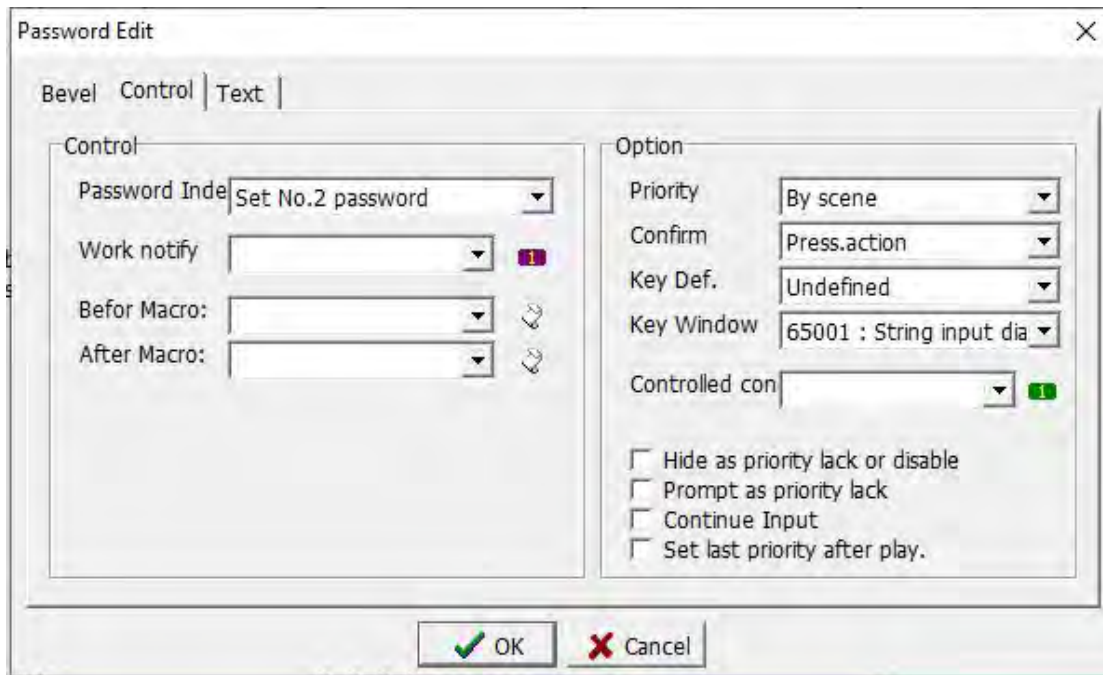 Password Edit
Bevel Control Text
Control
Password Inde Set No.2 password
Work notify 1
Befor Macro:
After Macro:
Option
Priority By scene
Confirm Press.action
Key Def. Undefined
Key Window 65001 : String input dia
Controlled con 1
Hide as priority lack or disable
Prompt as priority lack
Continue Input
Set last priority after play.
OK Cancel